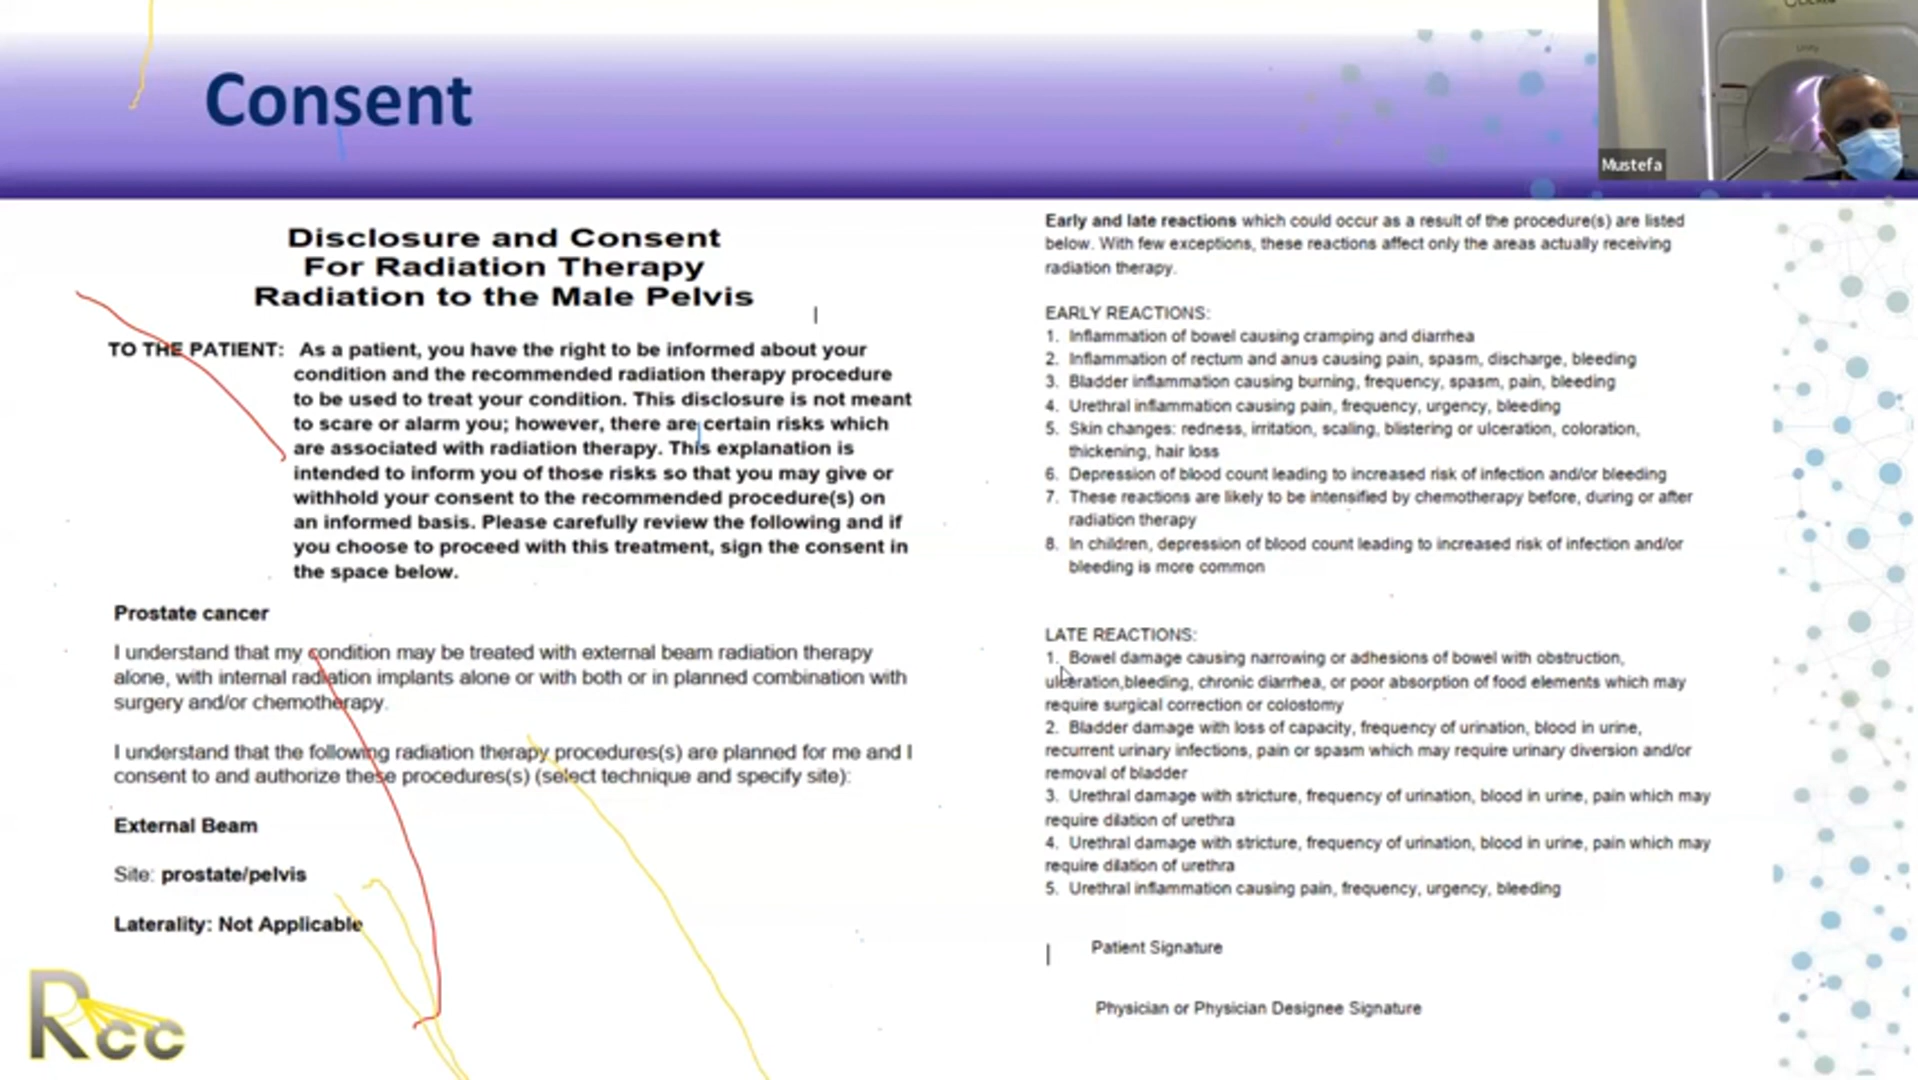 Consent
Disclosure and Consent
For Radiation Therapy
Radiation to the Male Pelvis
TO THE PATIENT: As a patient, you have the right to be informed about your
condition and the recommended radiation therapy procedure
to be used to treat your condition. This disclosure is not meant
to scare or alarm you; however, there are certain risks which
are associated with radiation therapy. This explanation is
intended to inform you of those risks so that you may give or
withhold your consent to the recommended procedure(s) on
an informed basis. Please carefully review the following and if
you choose to proceed with this treatment, sign the consent in
the space below.
Prostate cancer
I understand that my condition may be treated with external beam radiation therapy
alone, with internal radiation implants alone or with both or in planned combination with
surgery and/or chemotherapy.
I understand that the following radiation therapy procedures(s) are planned for me and I
consent to and authorize these procedures(s) (select technique and specify site):
External Beam
Site: prostate/pelvis
Laterality: Not Applicable
Rcc
Early and late reactions which could occur as a result of the procedure(s) are listed
below. With few exceptions, these reactions affect only the areas actually receiving
radiation therapy.
EARLY REACTIONS:
1. Inflammation of bowel causing cramping and diarrhea
2. Inflammation of rectum and anus causing pain, spasm, discharge, bleeding
3. Bladder inflammation causing burning, frequency, spasm, pain, bleeding
4. Urethral inflammation causing pain, frequency, urgency, bleeding
5. Skin changes: redness, irritation, scaling, blistering or ulceration, coloration,
thickening, hair loss
6. Depression of blood count leading to increased risk of infection and/or bleeding
7. These reactions are likely to be intensified by chemotherapy before, during or after
radiation therapy
8. In children, depression of blood count leading to increased risk of infection and/or
bleeding is more common
LATE REACTIONS:
1. Bowel damage causing narrowing or adhesions of bowel with obstruction,
ulceration,bleeding, chronic diarrhea, or poor absorption of food elements which may
require surgical correction or colostomy
2. Bladder damage with loss of capacity, frequency of urination, blood in urine,
recurrent urinary infections, pain or spasm which may require urinary diversion and/or
removal of bladder
3. Urethral damage with stricture, frequency of urination, blood in urine, pain which may
require dilation of urethra
4. Urethral damage with stricture, frequency of urination, blood in urine, pain which may
require dilation of urethra
5. Urethral inflammation causing pain, frequency, urgency, bleeding
Patient Signature
Physician or Physician Designee Signature
Unity
Mustefa